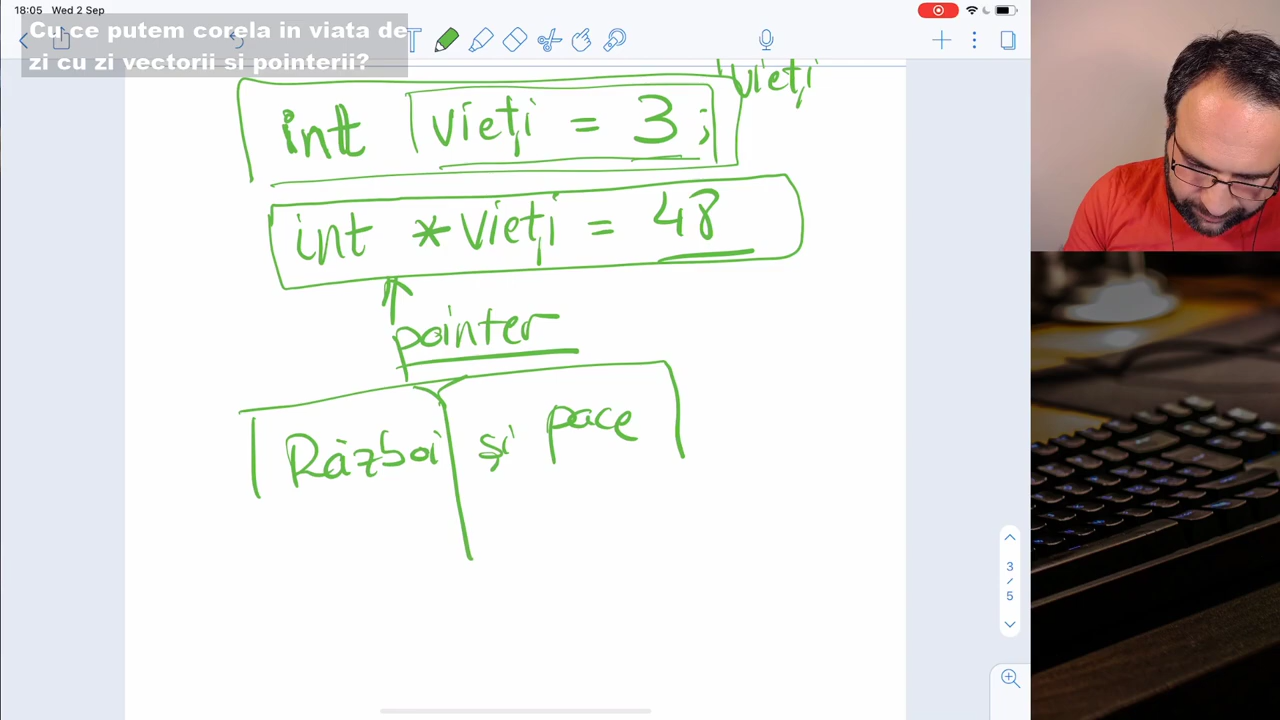 18:05 Wed 2 Sep
Cu ce putem corela in viata de
zi cu zi vectorii si pointerii?
T
vieți
int vieți = 3;
int *vieți = 48
pointer
Război și pace
3
/
5